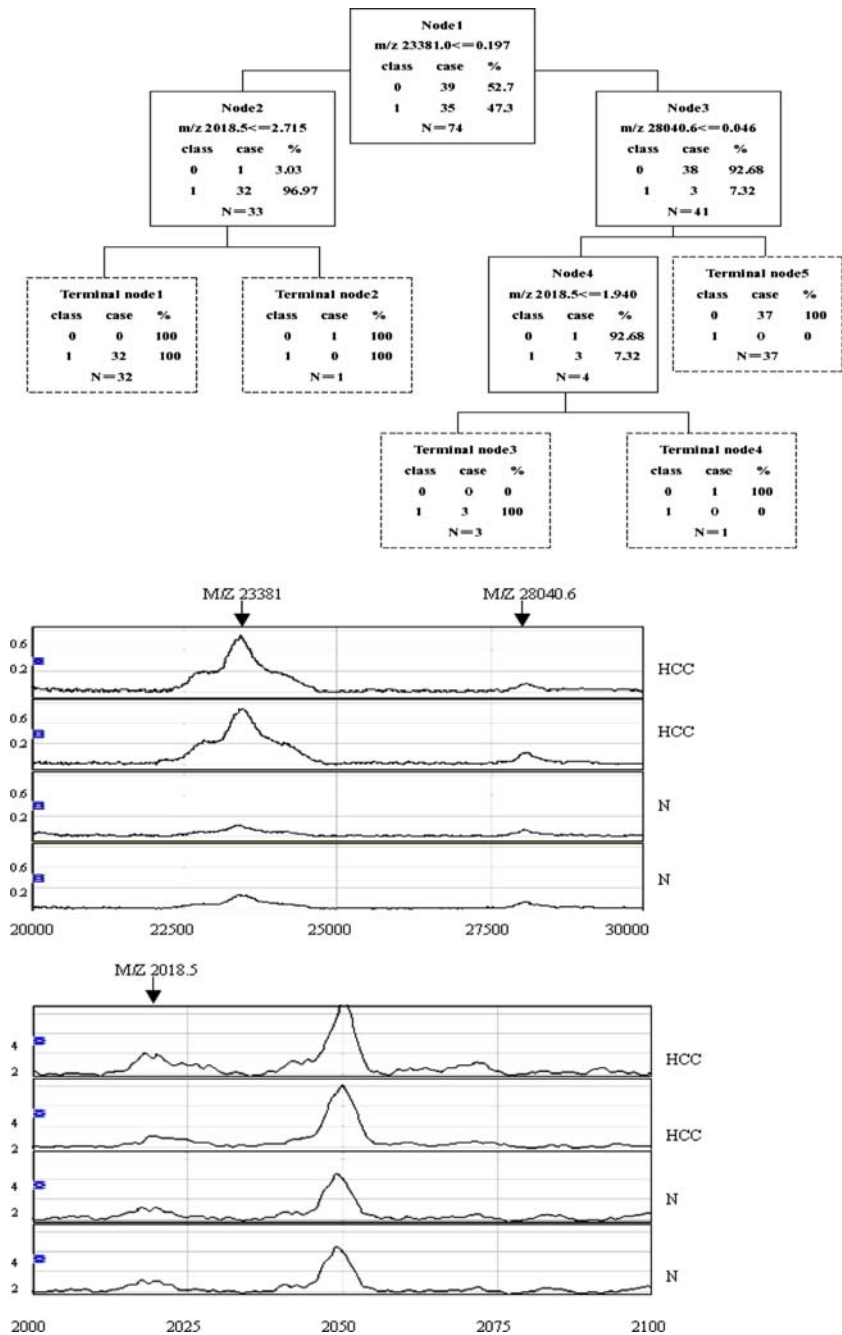 Node1
m/z 23381.0<=0.197
class case %
0 39 52.7
1 35 47.3
N=74
Node2
m/z 2018.5<=2.715
class case %
0 1 3.03
1 32 96.97
N=33
Node3
m/z 28040.6<=0.046
class case %
0 38 92.68
1 3 7.32
N=41
Terminal node1
class case %
0 0 100
1 32 100
N=32
Terminal node2
class case %
0 1 100
1 0 100
N=1
Node4
m/z 2018.5<=1.940
class case %
0 1 92.68
1 3 7.32
N=4
Terminal node5
class case %
0 37 100
1 0 0
N=37
Terminal node3
class case %
0 0 0
1 3 100
N=3
Terminal node4
class case %
0 1 100
1 0 0
N=1
M/Z 23381 M/Z 28040.6
0.6
0.2
HCC
0.6
0.2
HCC
0.6
0.2
N
0.6
0.2
N
20000 22500 25000 27500 30000
M/Z 2018.5
4
2
HCC
4
2
HCC
4
2
N
4
2
N
2000 2025 2050 2075 2100